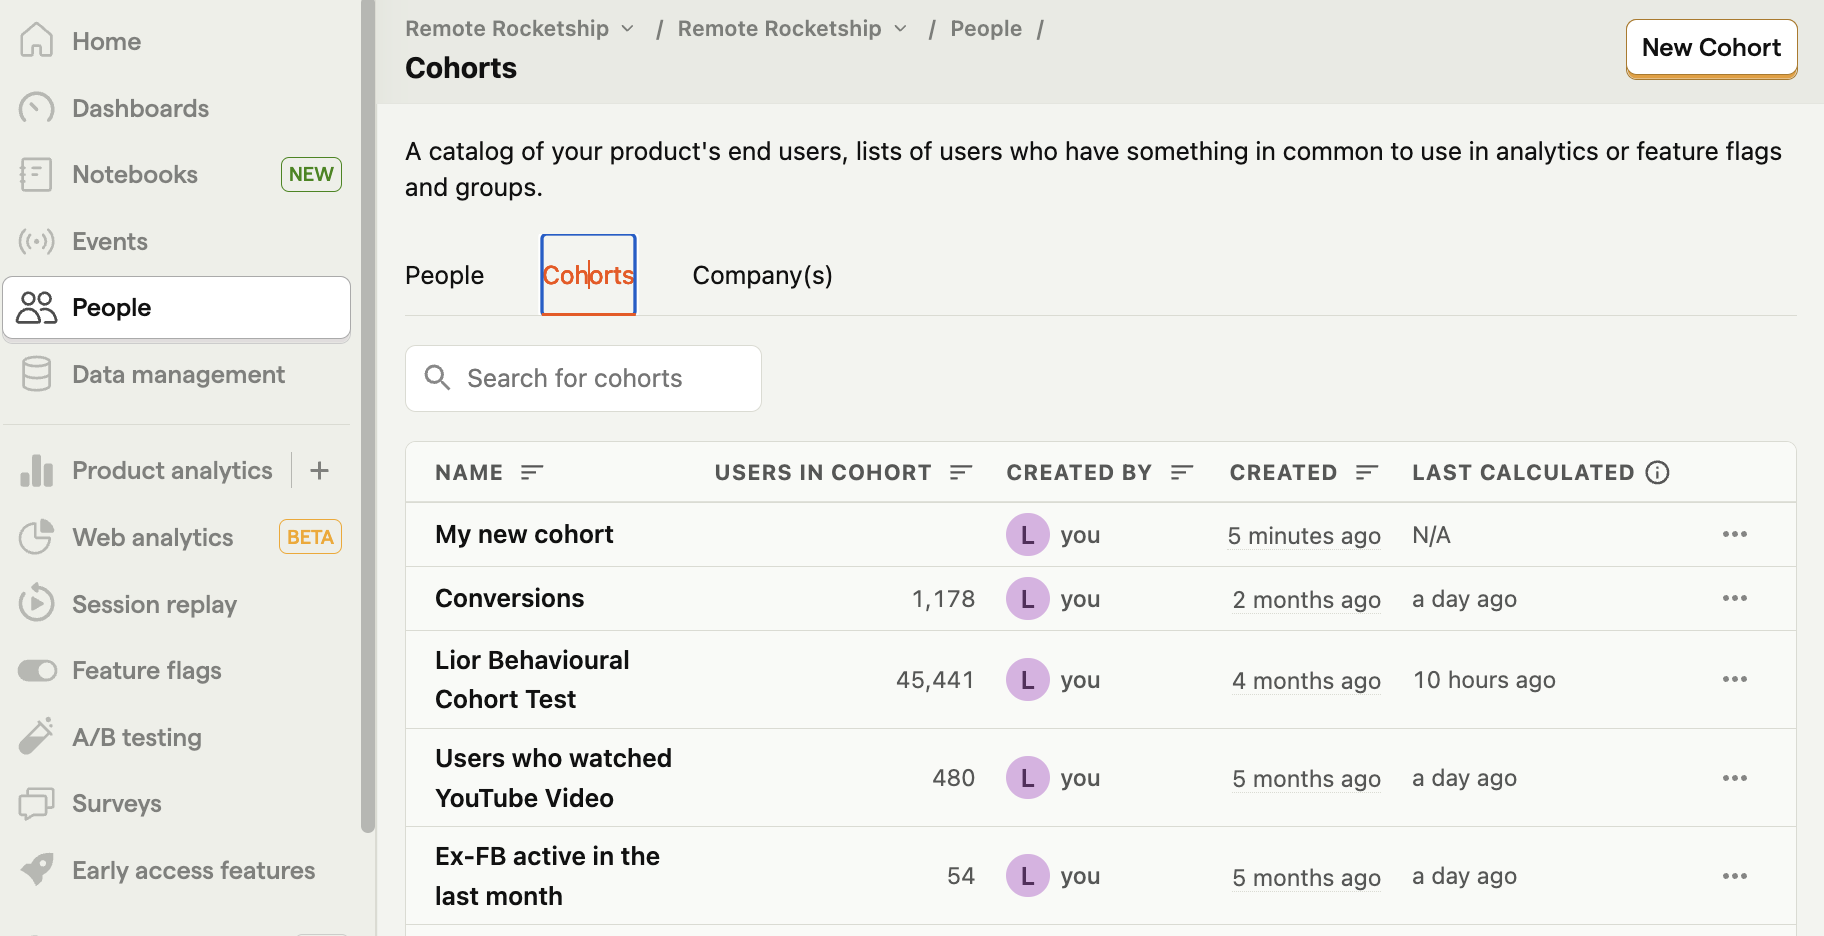 Home
Dashboards
Notebooks NEW
Events
People
Data management
Product analytics +
Web analytics BETA
Session replay
Feature flags
A/B testing
Surveys
Early access features
Remote Rocketship / Remote Rocketship / People /
Cohorts
New Cohort
A catalog of your product's end users, lists of users who have something in common to use in analytics or feature flags
and groups.
People Cohorts Company(s)
Search for cohorts
NAME USERS IN COHORT CREATED BY CREATED LAST CALCULATED
My new cohort L you 5 minutes ago N/A
Conversions 1,178 L you 2 months ago a day ago
Lior Behavioural
Cohort Test 45,441 L you 4 months ago 10 hours ago
Users who watched
YouTube Video 480 L you 5 months ago a day ago
Ex-FB active in the
last month 54 L you 5 months ago a day ago